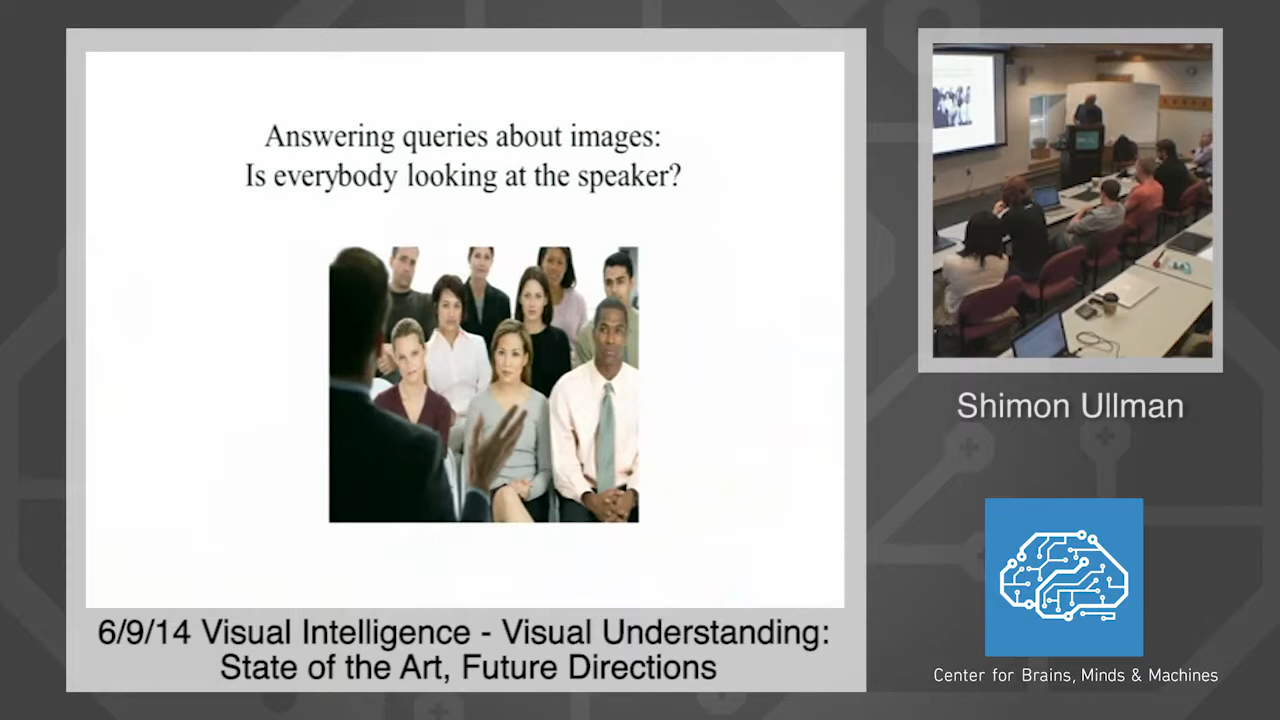 Answering queries about images:
Is everybody looking at the speaker?
Shimon Ullman
6/9/14 Visual Intelligence - Visual Understanding:
State of the Art, Future Directions
Center for Brains, Minds & Machines